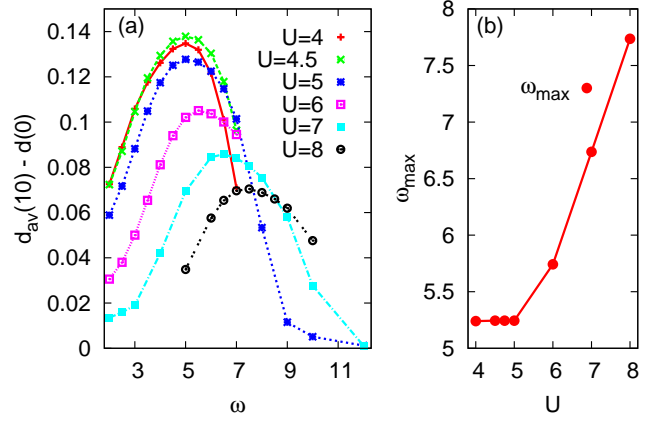 (a)
U=4
U=4.5
U=5
U=6
U=7
U=8
0.14
0.12
0.1
0.08
0.06
0.04
0.02
0
d_av(10) - d(0)
3 5 7 9 11
ω
(b)
ω_max
8
7.5
7
6.5
6
5.5
5
ω_max
4 5 6 7 8
U